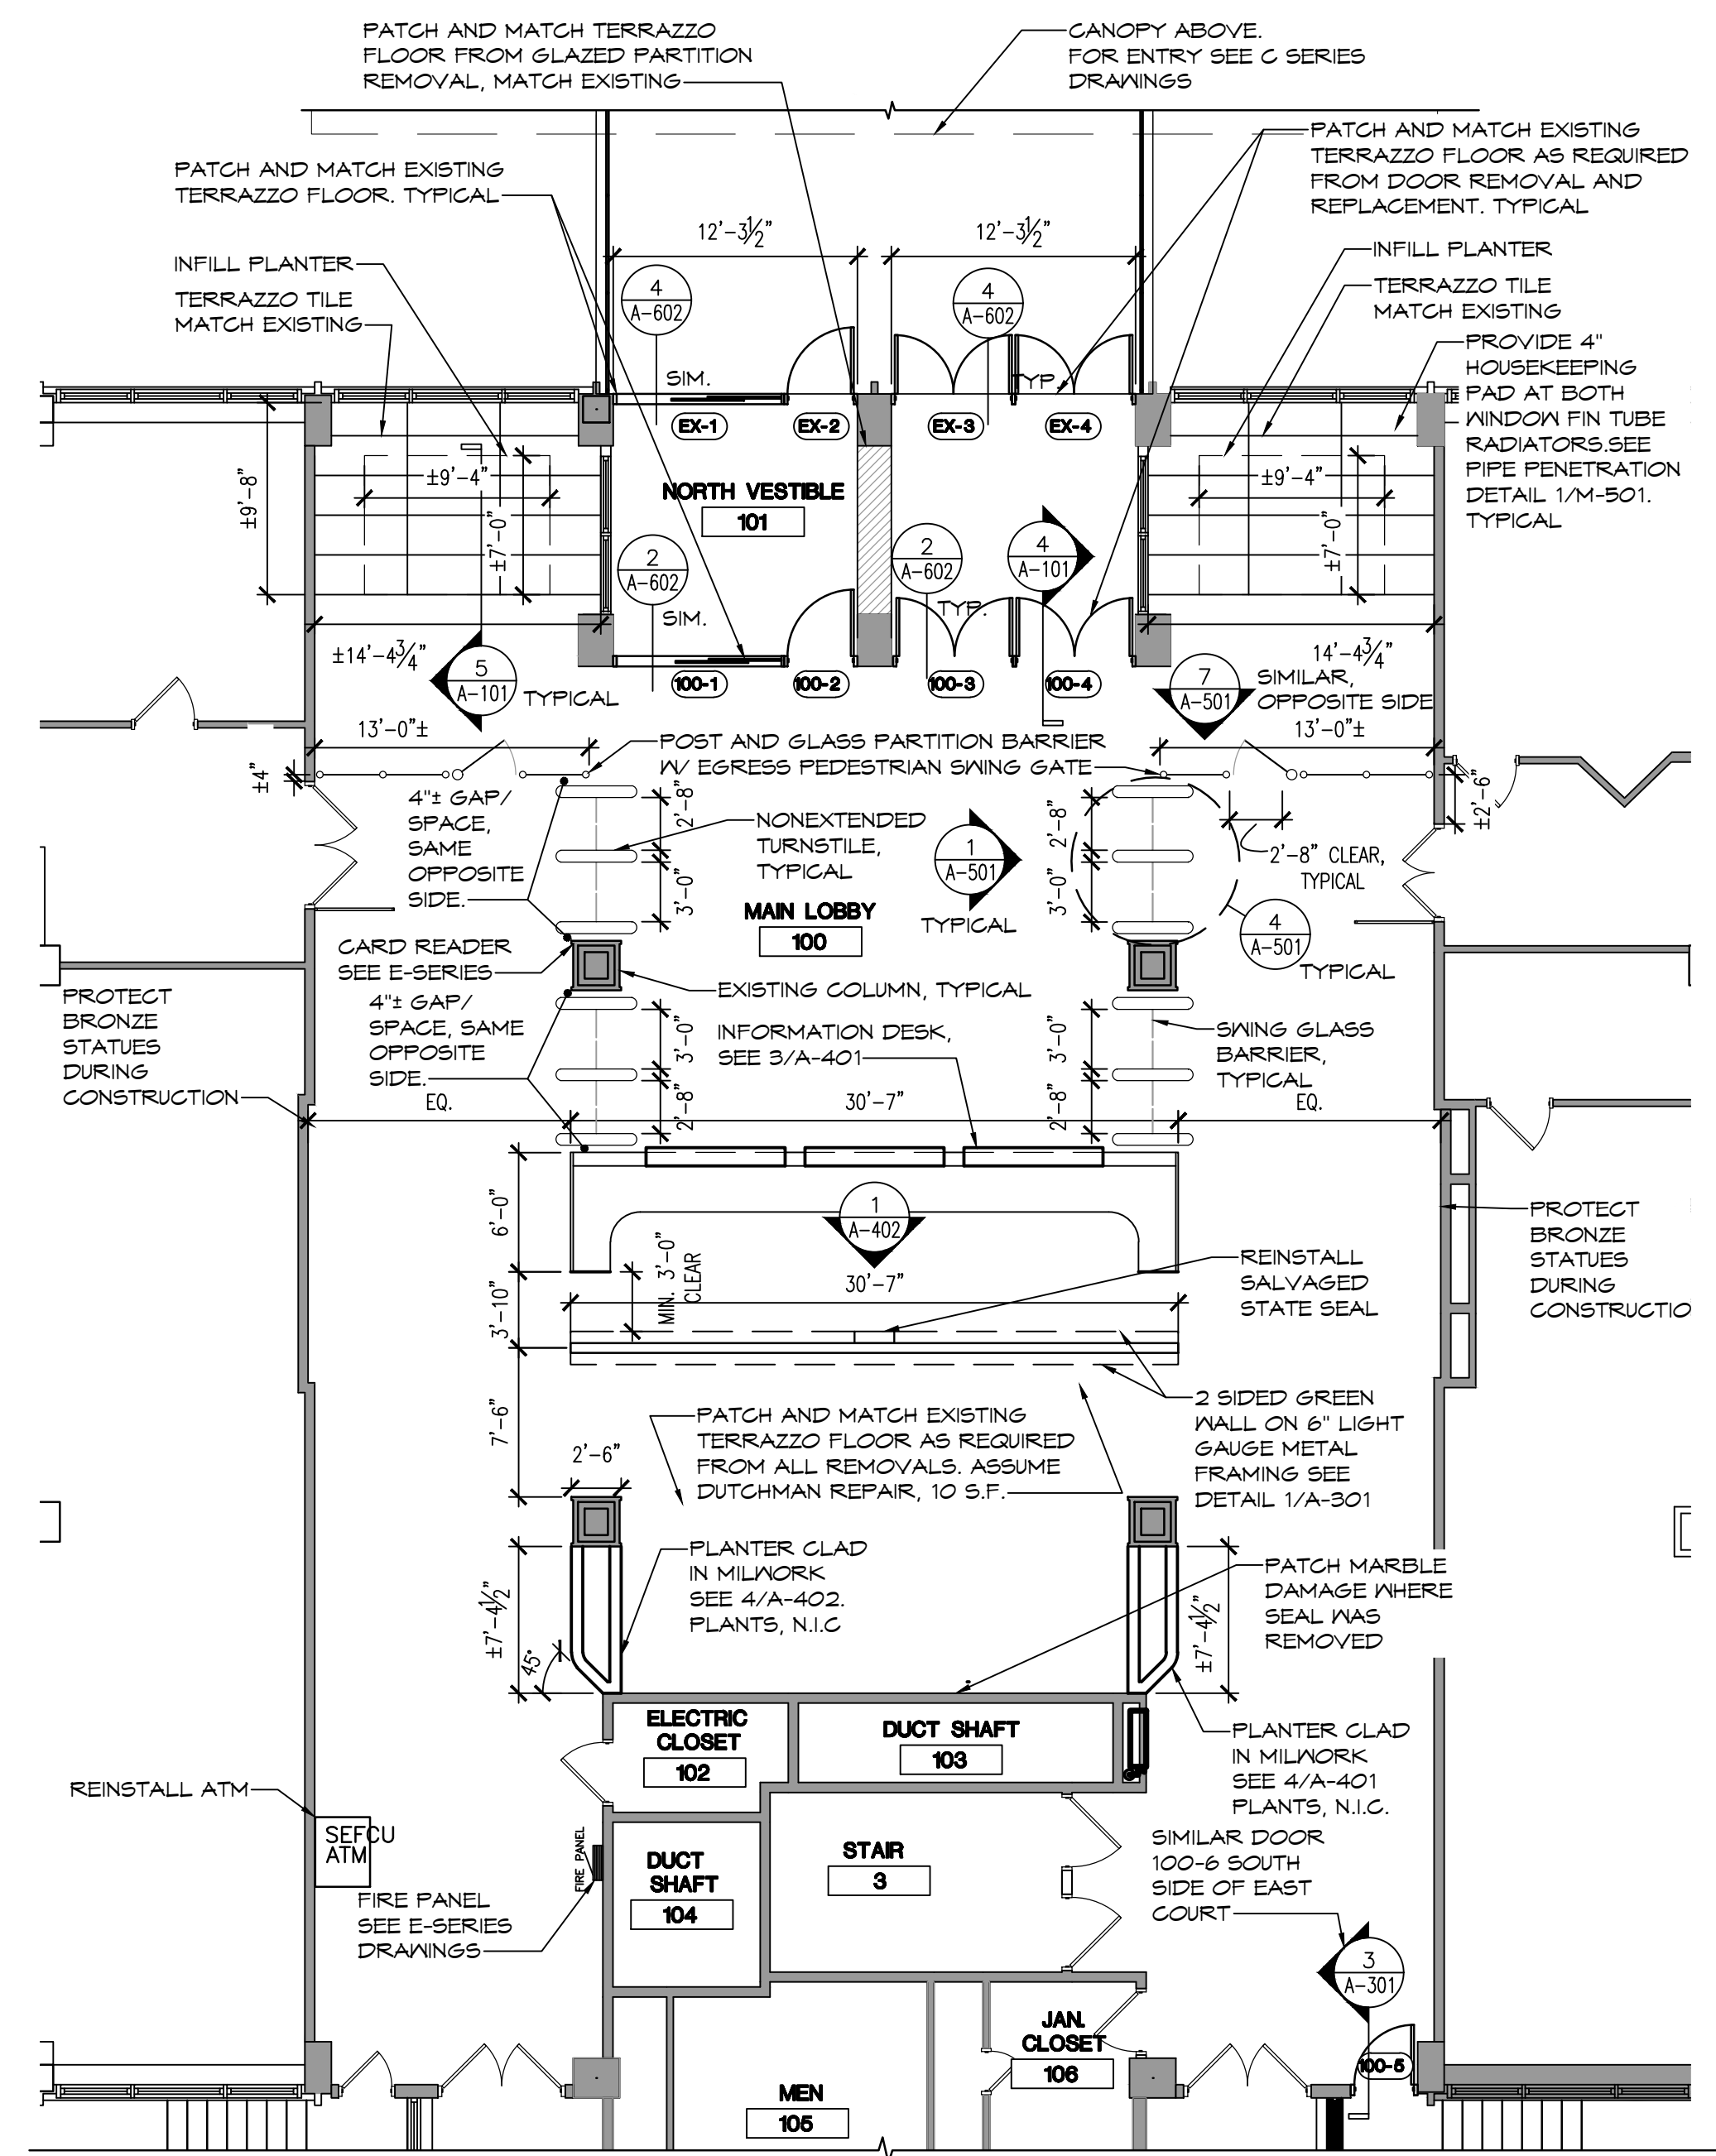 PATCH AND MATCH TERRAZZO
FLOOR FROM GLAZED PARTITION
REMOVAL, MATCH EXISTING
CANOPY ABOVE.
FOR ENTRY SEE C SERIES
DRAWINGS
PATCH AND MATCH EXISTING
TERRAZZO FLOOR. TYPICAL
PATCH AND MATCH EXISTING
TERRAZZO FLOOR AS REQUIRED
FROM DOOR REMOVAL AND
REPLACEMENT. TYPICAL
12'-3½"
12'-3½"
INFILL PLANTER
TERRAZZO TILE
MATCH EXISTING
INFILL PLANTER
TERRAZZO TILE
MATCH EXISTING
4
A-602
4
A-602
PROVIDE 4"
HOUSEKEEPING
PAD AT BOTH
WINDOW FIN TUBE
RADIATORS.SEE
PIPE PENETRATION
DETAIL 1/M-501.
TYPICAL
SIM.
TYP.
EX-1
EX-2
EX-3
EX-4
±9'-8"
±9'-4"
±7'-0"
NORTH VESTIBLE
101
±9'-4"
±7'-0"
2
A-602
SIM.
2
A-602
TYP.
4
A-101
±14'-4¾"
5
A-101
TYPICAL
100-1
100-2
100-3
100-4
14'-4¾"
7
A-501
SIMILAR,
OPPOSITE SIDE
13'-0"±
13'-0"±
POST AND GLASS PARTITION BARRIER
W/ EGRESS PEDESTRIAN SWING GATE
±4"
±2'-6"
4"± GAP/
SPACE,
SAME
OPPOSITE
SIDE.
2'-8"
3'-0"
NONEXTENDED
TURNSTILE,
TYPICAL
1
A-501
TYPICAL
2'-8"
3'-0"
2'-8" CLEAR,
TYPICAL
4
A-501
TYPICAL
MAIN LOBBY
100
CARD READER
SEE E-SERIES
EXISTING COLUMN, TYPICAL
PROTECT
BRONZE
STATUES
DURING
CONSTRUCTION
4"± GAP/
SPACE, SAME
OPPOSITE
SIDE.
3'-0"
2'-8"
INFORMATION DESK,
SEE 3/A-401
3'-0"
2'-8"
SWING GLASS
BARRIER,
TYPICAL
EQ.
30'-7"
EQ.
6'-0"
1
A-402
MIN. 3'-0"
CLEAR
30'-7"
3'-10"
REINSTALL
SALVAGED
STATE SEAL
PROTECT
BRONZE
STATUES
DURING
CONSTRUCTIO
7'-6"
2'-6"
PATCH AND MATCH EXISTING
TERRAZZO FLOOR AS REQUIRED
FROM ALL REMOVALS. ASSUME
DUTCHMAN REPAIR, 10 S.F.
2 SIDED GREEN
WALL ON 6" LIGHT
GAUGE METAL
FRAMING SEE
DETAIL 1/A-301
±7'-4½"
45°
PLANTER CLAD
IN MILWORK
SEE 4/A-402.
PLANTS, N.I.C
±7'-4½"
PATCH MARBLE
DAMAGE WHERE
SEAL WAS
REMOVED
ELECTRIC
CLOSET
102
DUCT SHAFT
103
PLANTER CLAD
IN MILWORK
SEE 4/A-401
PLANTS, N.I.C.
REINSTALL ATM
SEFCU
ATM
FIRE PANEL
DUCT
SHAFT
104
STAIR
3
SIMILAR DOOR
100-6 SOUTH
SIDE OF EAST
COURT
FIRE PANEL
SEE E-SERIES
DRAWINGS
3
A-301
JAN.
CLOSET
106
MEN
105
100-5